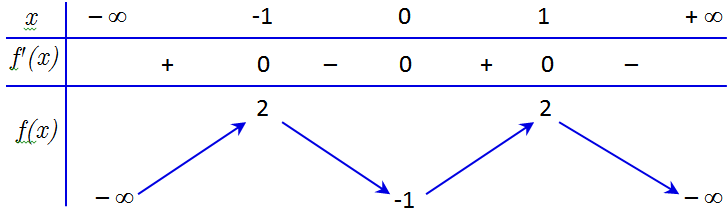 x − ∞ -1 0 1 + ∞
f'(x) + 0 − 0 + 0 −
2 2
f(x)
− ∞ -1 − ∞